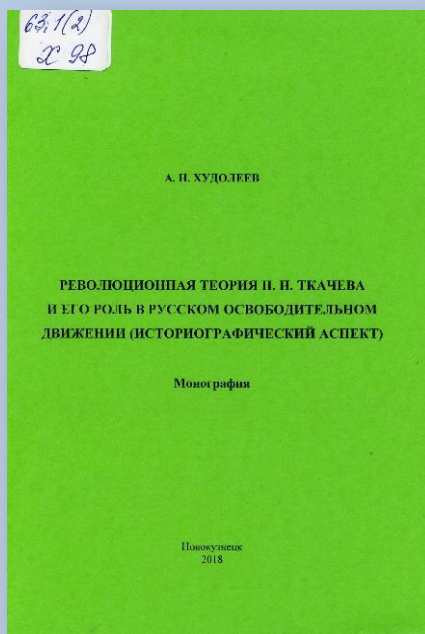 63.1(2)
Х 98
А. Н. ХУДОЛЕЕВ
РЕВОЛЮЦИОННАЯ ТЕОРИЯ П. Н. ТКАЧЕВА
И ЕГО РОЛЬ В РУССКОМ ОСВОБОДИТЕЛЬНОМ
ДВИЖЕНИИ (ИСТОРИОГРАФИЧЕСКИЙ АСПЕКТ)
Монография
Новокузнецк
2018